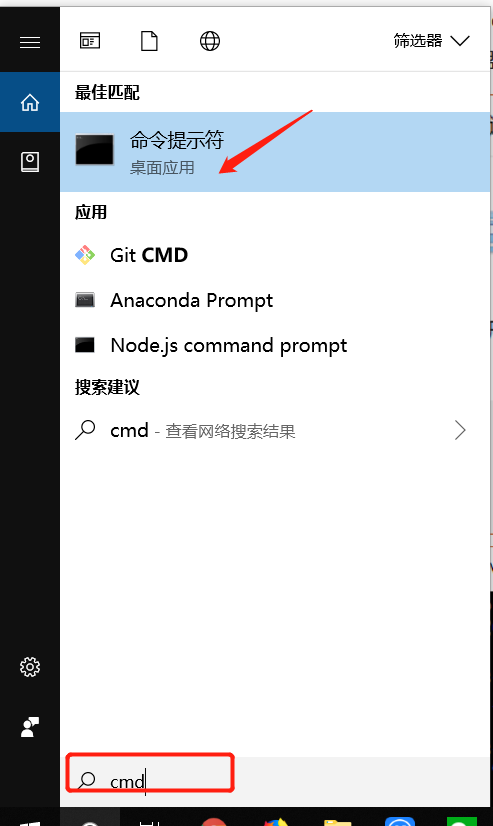 筛选器
最佳匹配
命令提示符
桌面应用
应用
Git CMD
Anaconda Prompt
Node.js command prompt
搜索建议
cmd - 查看网络搜索结果
cmd